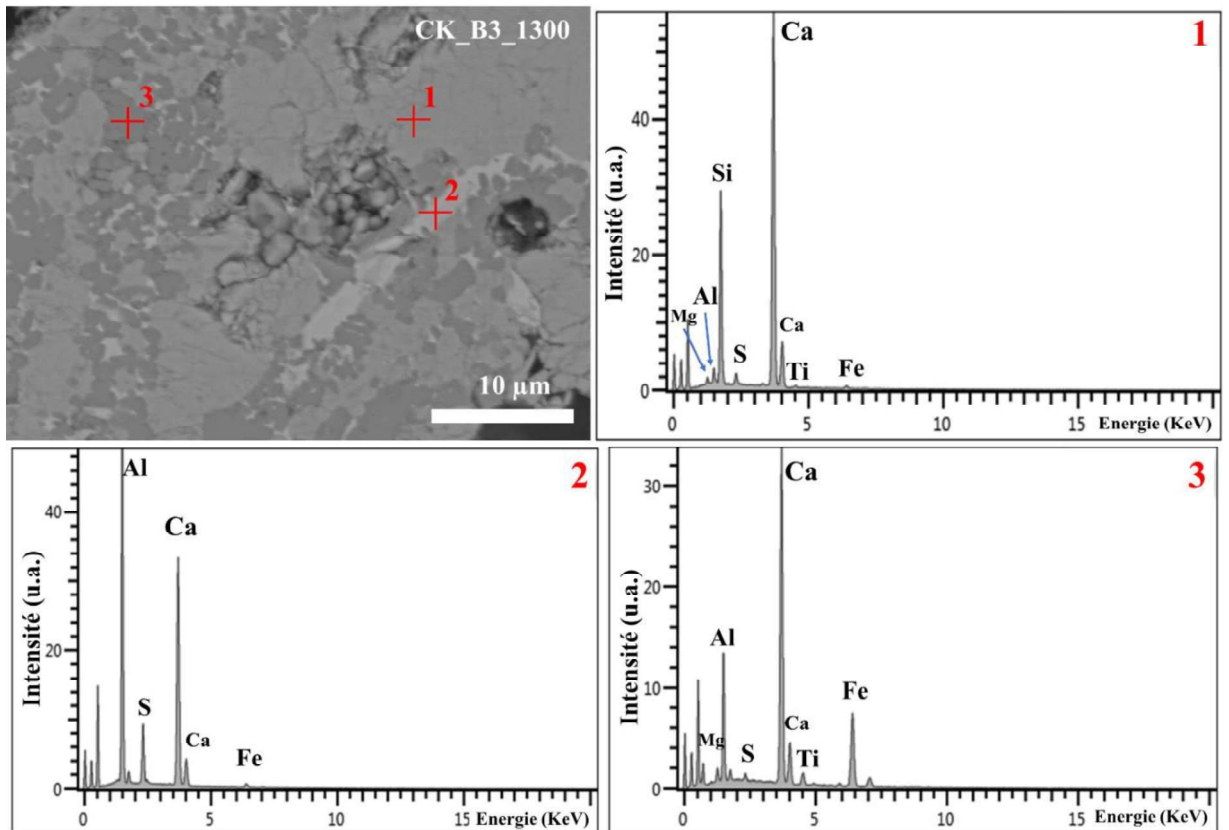 CK_B3_1300
3
1
2
10 µm
1
Ca
Si
Al
Mg
S
Ca
Ti
Fe
Intensité (u.a.)
40
20
0
0
5
10
15
Energie (KeV)
2
Al
Ca
S
Ca
Fe
Intensité (u.a.)
40
20
0
0
5
10
15
Energie (KeV)
3
Ca
Al
Fe
Mg
S
Ca
Ti
Intensité (u.a.)
30
20
10
0
0
5
10
15
Energie (KeV)